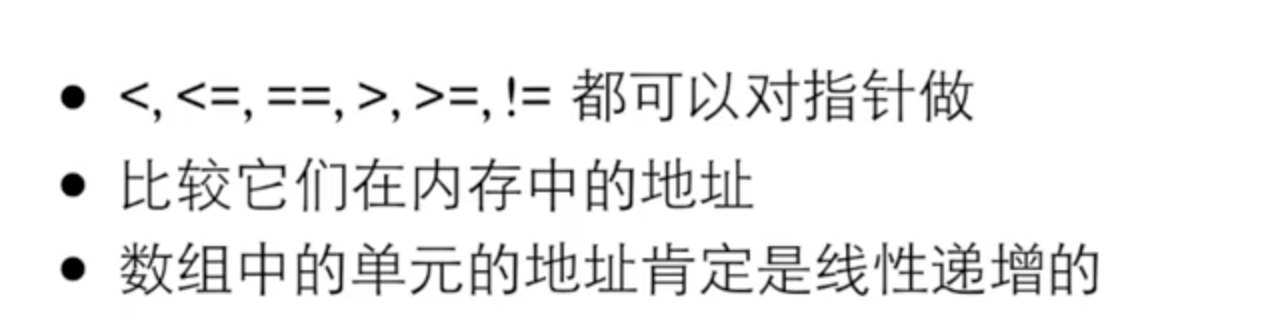 • <, <=, ==, >, >=, != 都可以对指针做
• 比较它们在内存中的地址
• 数组中的单元的地址肯定是线性递增的